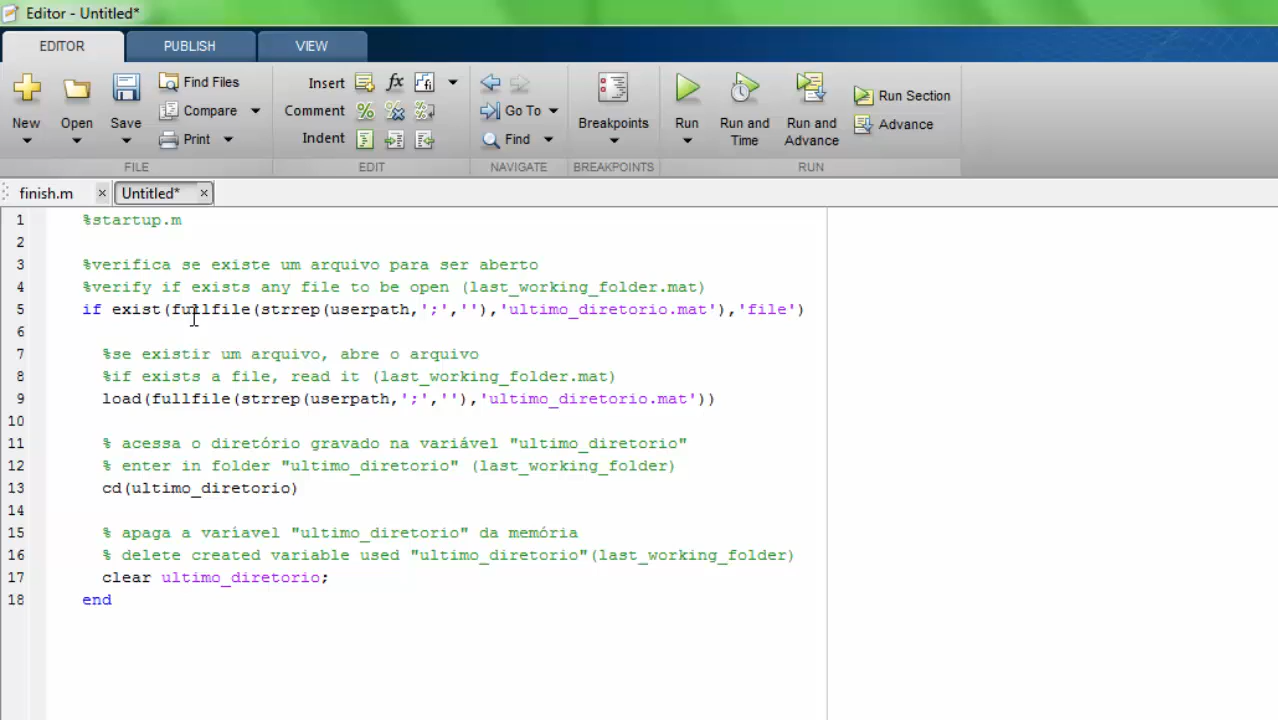 Editor - Untitled*
EDITOR PUBLISH VIEW
New Open Save Find Files Compare Print
Insert fx Comment Indent
Go To Find
Breakpoints
Run Run and Time Run and Advance Run Section Advance
FILE EDIT NAVIGATE BREAKPOINTS RUN
finish.m × Untitled* ×
1 %startup.m
2
3 %verifica se existe um arquivo para ser aberto
4 %verify if exists any file to be open (last_working_folder.mat)
5 if exist(fullfile(strrep(userpath,';',''),'ultimo_diretorio.mat'),'file')
6
7 %se existir um arquivo, abre o arquivo
8 %if exists a file, read it (last_working_folder.mat)
9 load(fullfile(strrep(userpath,';',''),'ultimo_diretorio.mat'))
10
11 % acessa o diretório gravado na variável "ultimo_diretorio"
12 % enter in folder "ultimo_diretorio" (last_working_folder)
13 cd(ultimo_diretorio)
14
15 % apaga a varíavel "ultimo_diretorio" da memória
16 % delete created variable used "ultimo_diretorio"(last_working_folder)
17 clear ultimo_diretorio;
18 end